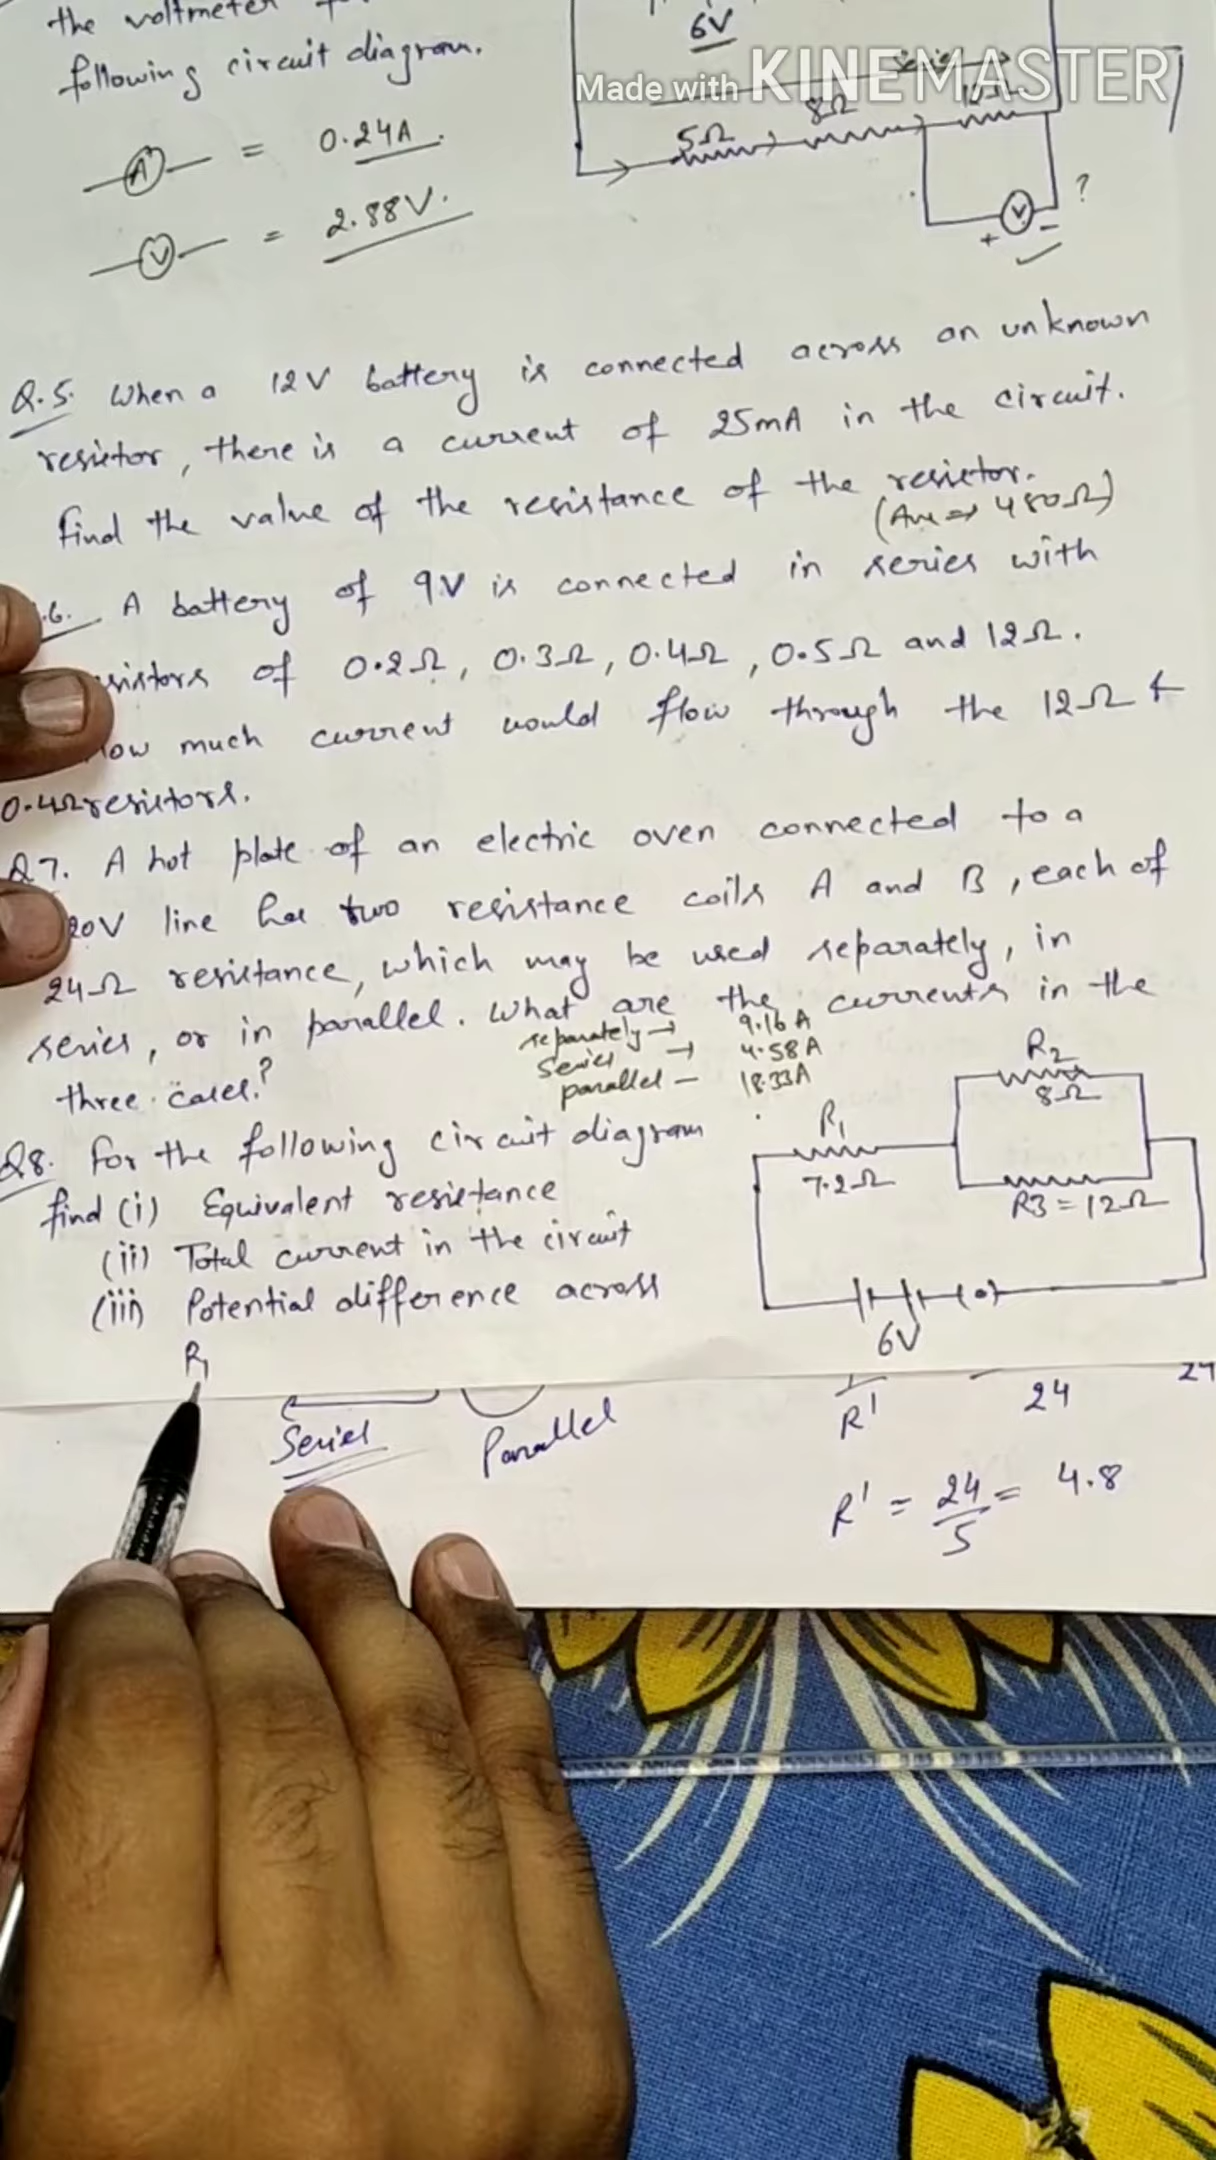 the voltmeter
following circuit diagram.
A = 0.24A
V = 2.88V.
6V
Made with KINEMASTER
5Ω 8Ω 12Ω
V ?
+ -
Q.5. When a 12V battery is connected across an unknown
resistor, there is a current of 25mA in the circuit.
Find the value of the resistance of the resistor.
(Ans ⇒ 480Ω)
.6. A battery of 9V is connected in series with
sistors of 0.2Ω, 0.3Ω, 0.4Ω, 0.5Ω and 12Ω.
ow much current would flow through the 12Ω &
0.4Ω resistors.
Q7. A hot plate of an electric oven connected to a
20V line has two resistance coils A and B, each of
24Ω resistance, which may be used separately, in
series, or in parallel. What are the currents in the
three cases?
separately → 9.16A
Series → 4.58A
parallel — 18.33A
Q8. For the following circuit diagram
find (i) Equivalent resistance
(ii) Total current in the circuit
(iii) Potential difference across
R1
R2
8Ω
R1
7.2Ω
R3 = 12Ω
6V
Series Parallel
R' 24 24
R' = 24/5 = 4.8